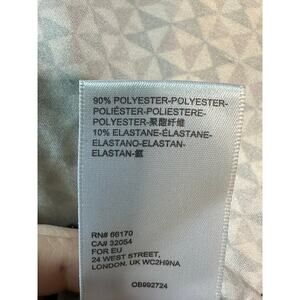 90% POLYESTER-POLYESTER-
POLIÉSTER-POLIESTERE-
POLYESTER-聚酯纤维
10% ELASTANE-ÉLASTANE-
ELASTANO-ELASTAN-
ELASTAN-氨
RN# 66170
CA# 32054
FOR EU
24 WEST STREET,
LONDON, UK WC2H9NA
OB992724